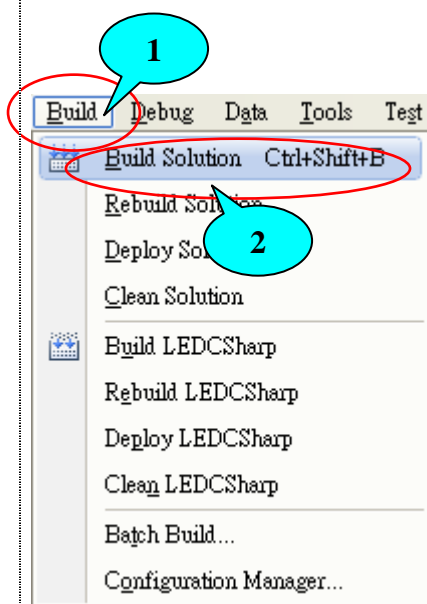 1
Build Debug Data Tools Test
Build Solution Ctrl+Shift+B
Rebuild Solution
2
Deploy Sol
Clean Solution
Build LEDCSharp
Rebuild LEDCSharp
Deploy LEDCSharp
Clean LEDCSharp
Batch Build...
Configuration Manager...